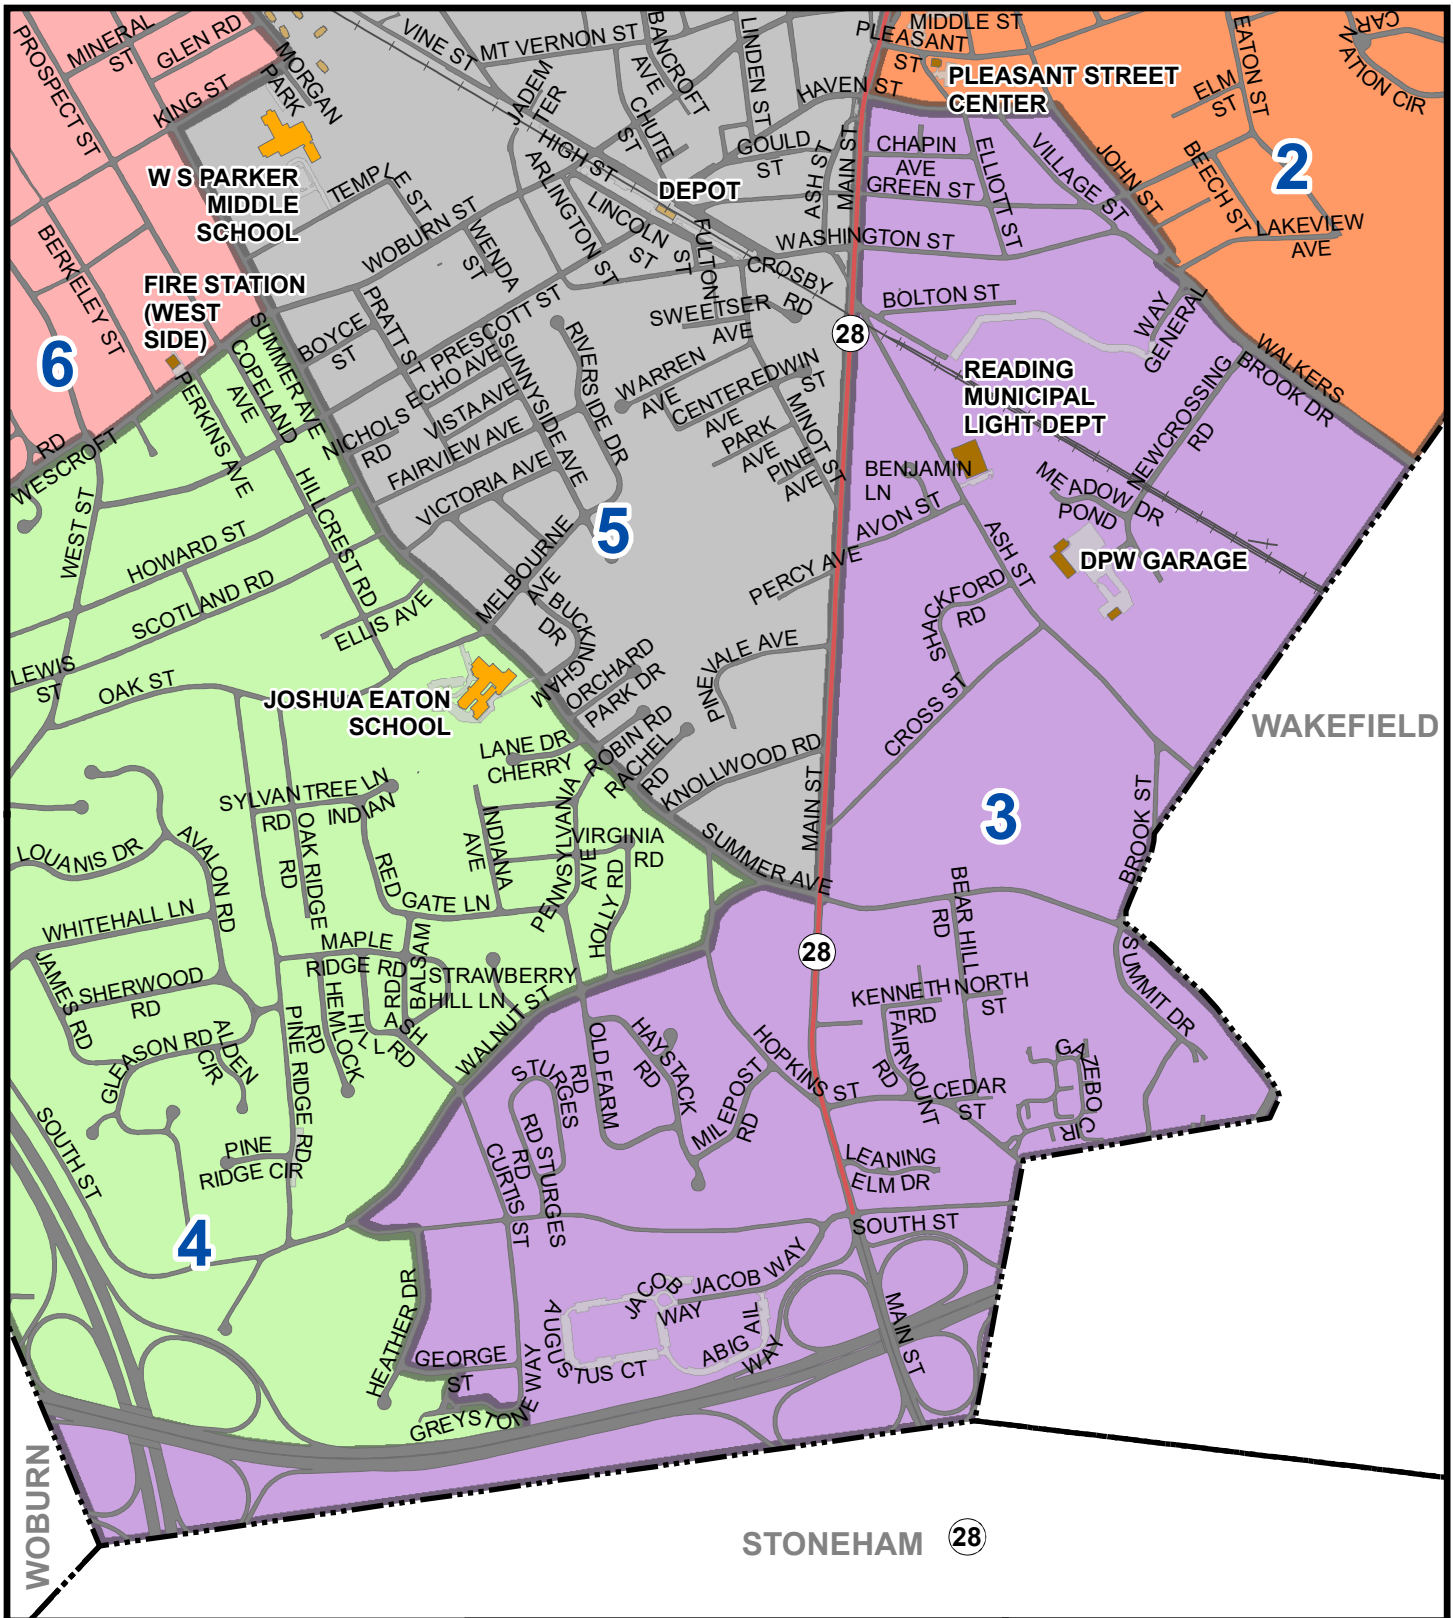 PROSPECT ST
MINERAL
ST
GLEN RD
KING ST
MORGAN
PARK
VINE ST
MT VERNON ST
BANCROFT
AVE
LINDEN ST
JADEM
TER
CHUTE
ST
HIGH ST
GOULD
ST
HAVEN ST
PLEASANT
ST
MIDDLE ST
PLEASANT STREET
CENTER
ELM
ST
EATON ST
CAR
NATION CIR
2
JOHN ST
BEECH ST
LAKEVIEW
AVE
VILLAGE ST
ELLIOTT ST
CHAPIN
AVE
GREEN ST
MAIN ST
ASH ST
WASHINGTON ST
W S PARKER
MIDDLE
SCHOOL
TEMPLE ST
WOBURN ST
WENDA
ST
ARLINGTON ST
LINCOLN
ST
DEPOT
FULTON
ST
CROSBY
RD
SWEETSER
AVE
BERKELEY ST
6
FIRE STATION
(WEST
SIDE)
SUMMER AVE
BOYCE
ST
PRATT ST
PRESCOTT ST
ECHO AVE
SUNNYSIDE AVE
RIVERSIDE DR
VISTA AVE
NICHOLS
RD
FAIRVIEW AVE
VICTORIA AVE
WARREN
AVE
CENTER
AVE
EDWIN
ST
PARK
AVE
PINE
AVE
MINOT ST
28
BOLTON ST
WAY
GENERAL
WALKERS
BROOK DR
NEWCROSSING
RD
READING
MUNICIPAL
LIGHT DEPT
BENJAMIN
LN
AVON ST
PERCY AVE
MEADOW DR
POND
DPW GARAGE
ASH ST
SHACKFORD
RD
CROSS ST
WAKEFIELD
RD
WESCROFT
PERKINS AVE
COPELAND
AVE
HILLCREST RD
WEST ST
HOWARD ST
SCOTLAND RD
ELLIS AVE
LEWIS
ST
OAK ST
5
MELBOURNE
AVE
BUCKINGHAM
DR
ORCHARD
PARK DR
PINEVALE AVE
ROBIN RD
RACHEL
RD
KNOLLWOOD RD
MAIN ST
SUMMER AVE
JOSHUA EATON
SCHOOL
LANE DR
CHERRY
SYLVAN
RD
TREE LN
INDIAN
RED
GATE LN
OAK RIDGE
RD
INDIANA
AVE
PENNSYLVANIA
AVE
VIRGINIA
RD
HOLLY RD
LOUANIS DR
AVALON RD
WHITEHALL LN
JAMES RD
SHERWOOD
RD
GLEASON RD
ALDEN
CIR
MAPLE
RIDGE RD
HEMLOCK
RD
BALSAM
RD
ASH
HILL RD
STRAWBERRY
HILL LN
WALNUT ST
PINE RIDGE RD
PINE
RIDGE CIR
SOUTH ST
4
3
BROOK ST
BEAR HILL
RD
28
KENNETH
RD
NORTH
ST
FAIRMOUNT
RD
CEDAR
ST
GAZEBO
CIR
SUMMIT DR
HOPKINS ST
MILEPOST
RD
HAYSTACK
RD
OLD FARM
RD
STURGES
RD
STURGES
RD
CURTIS ST
LEANING
ELM DR
SOUTH ST
MAIN ST
JACOB WAY
JACOB
WAY
ABIGAIL
WAY
AUGUSTUS CT
HEATHER DR
GEORGE
ST
GREYSTONE WAY
WOBURN
STONEHAM
28